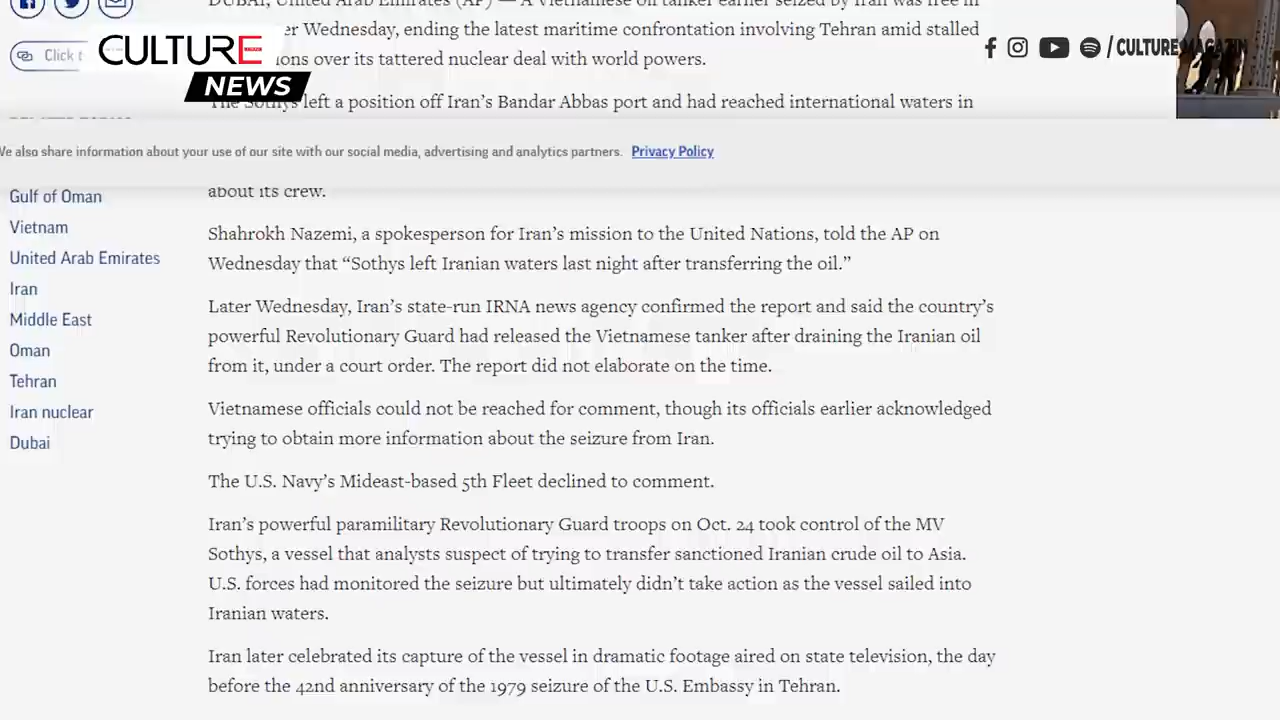 DUBAI, United Arab Emirates (AP) — A Vietnamese oil tanker earlier seized by Iran was free in
er Wednesday, ending the latest maritime confrontation involving Tehran amid stalled
ions over its tattered nuclear deal with world powers.
Click t
CULTURE
NEWS
/ CULTURE MAGAZIN
The Sothys left a position off Iran’s Bandar Abbas port and had reached international waters in
We also share information about your use of our site with our social media, advertising and analytics partners. Privacy Policy
about its crew.
Gulf of Oman
Vietnam
United Arab Emirates
Iran
Middle East
Oman
Tehran
Iran nuclear
Dubai
Shahrokh Nazemi, a spokesperson for Iran’s mission to the United Nations, told the AP on
Wednesday that “Sothys left Iranian waters last night after transferring the oil.”
Later Wednesday, Iran’s state-run IRNA news agency confirmed the report and said the country’s
powerful Revolutionary Guard had released the Vietnamese tanker after draining the Iranian oil
from it, under a court order. The report did not elaborate on the time.
Vietnamese officials could not be reached for comment, though its officials earlier acknowledged
trying to obtain more information about the seizure from Iran.
The U.S. Navy’s Mideast-based 5th Fleet declined to comment.
Iran’s powerful paramilitary Revolutionary Guard troops on Oct. 24 took control of the MV
Sothys, a vessel that analysts suspect of trying to transfer sanctioned Iranian crude oil to Asia.
U.S. forces had monitored the seizure but ultimately didn’t take action as the vessel sailed into
Iranian waters.
Iran later celebrated its capture of the vessel in dramatic footage aired on state television, the day
before the 42nd anniversary of the 1979 seizure of the U.S. Embassy in Tehran.